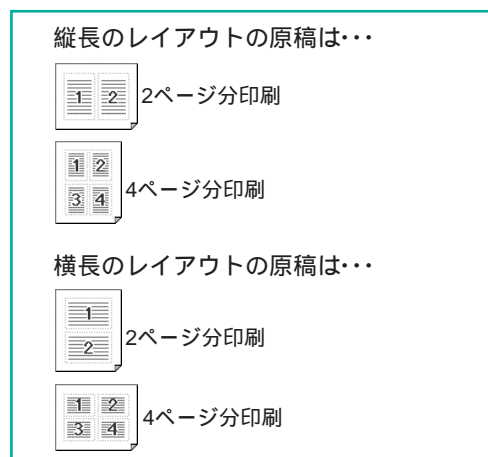 縦長のレイアウトの原稿は･･･
1 2 2ページ分印刷
1 2
3 4 4ページ分印刷
横長のレイアウトの原稿は･･･
1
2 2ページ分印刷
1 2
3 4 4ページ分印刷